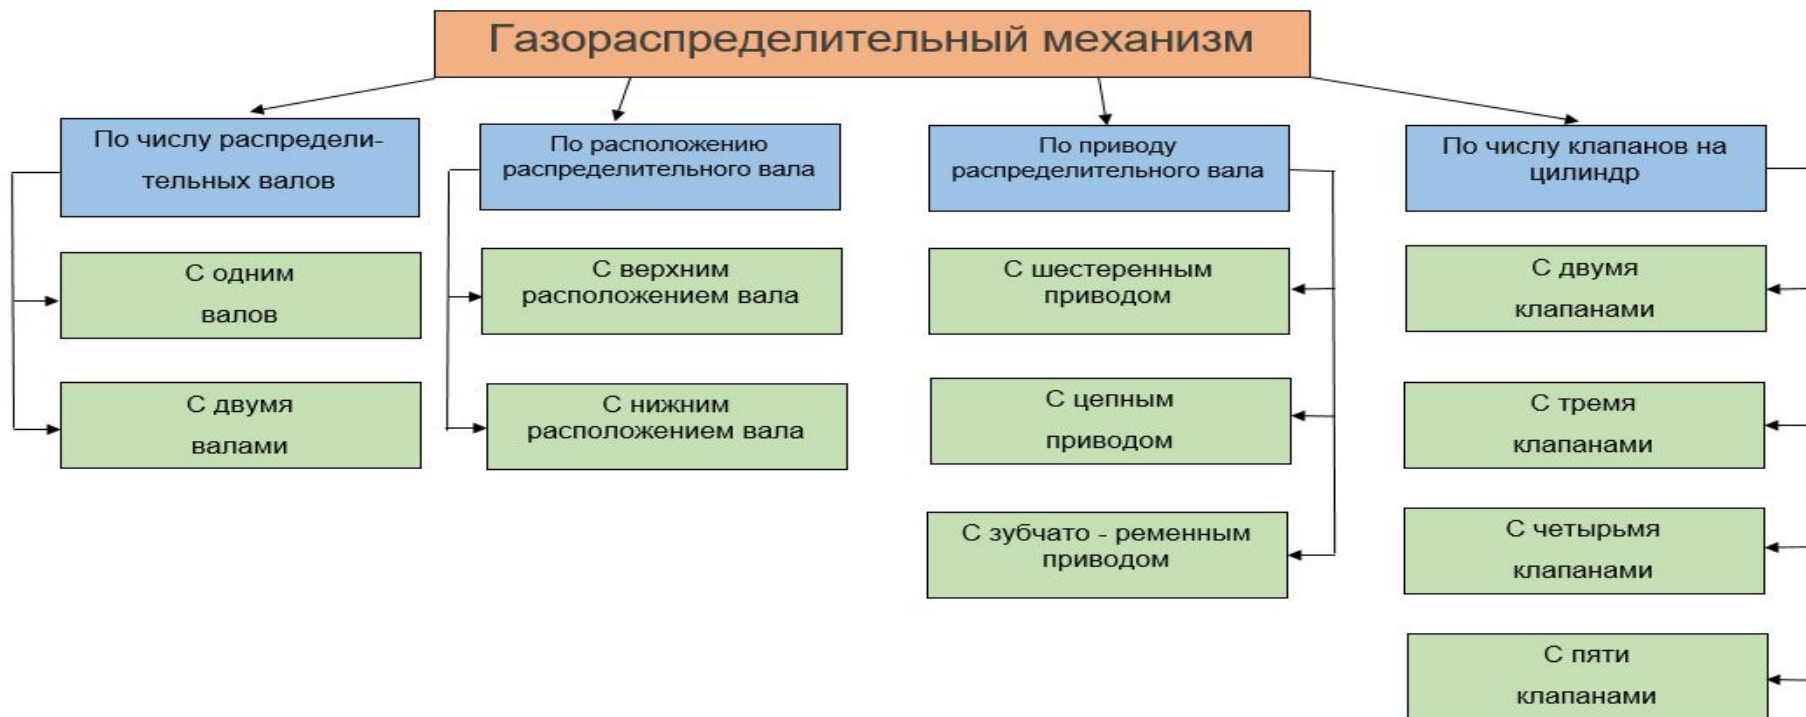 Газораспределительный механизм
По числу распредели-
тельных валов
С одним
валов
С двумя
валами
По расположению
распределительного вала
С верхним
расположением вала
С нижним
расположением вала
По приводу
распределительного вала
С шестеренным
приводом
С цепным
приводом
С зубчато - ременным
приводом
По числу клапанов на
цилиндр
С двумя
клапанами
С тремя
клапанами
С четырьмя
клапанами
С пяти
клапанами